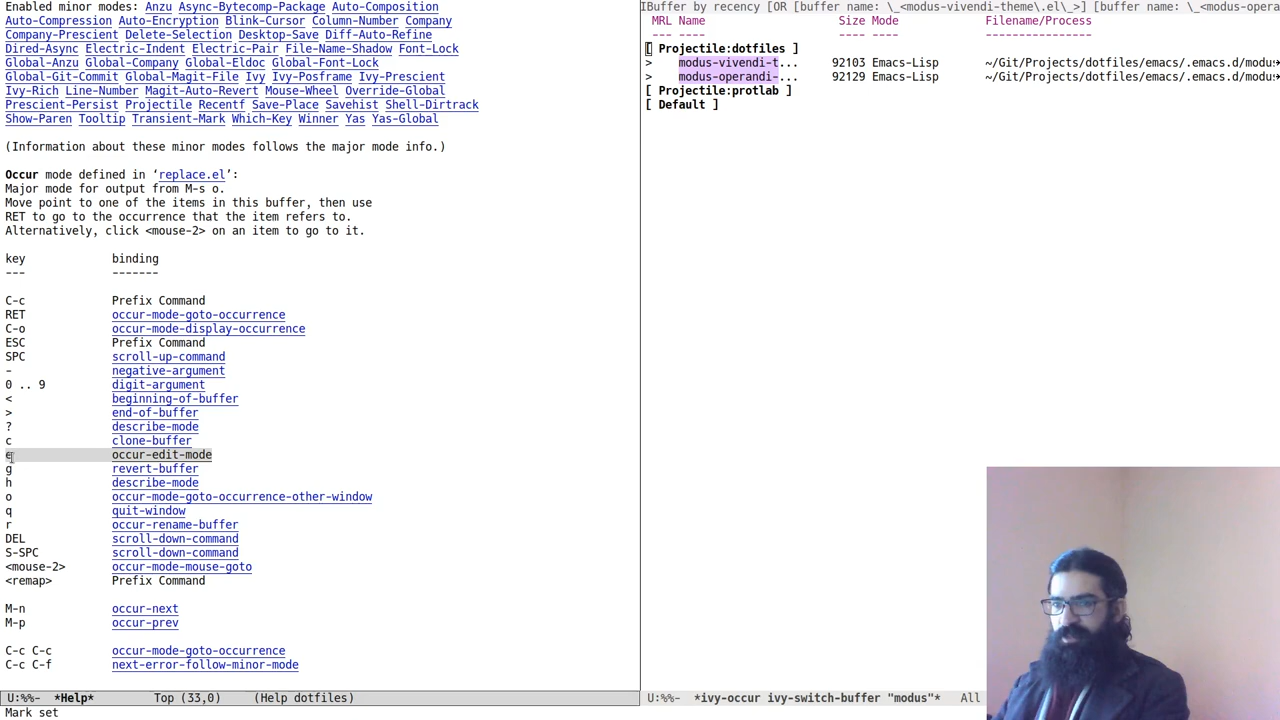 Enabled minor modes: Anzu Async-Bytecomp-Package Auto-Composition
Auto-Compression Auto-Encryption Blink-Cursor Column-Number Company
Company-Prescient Delete-Selection Desktop-Save Diff-Auto-Refine
Dired-Async Electric-Indent Electric-Pair File-Name-Shadow Font-Lock
Global-Anzu Global-Company Global-Eldoc Global-Font-Lock
Global-Git-Commit Global-Magit-File Ivy Ivy-Posframe Ivy-Prescient
Ivy-Rich Line-Number Magit-Auto-Revert Mouse-Wheel Override-Global
Prescient-Persist Projectile Recentf Save-Place Savehist Shell-Dirtrack
Show-Paren Tooltip Transient-Mark Which-Key Winner Yas Yas-Global
(Information about these minor modes follows the major mode info.)
Occur mode defined in ‘replace.el’:
Major mode for output from M-s o.
Move point to one of the items in this buffer, then use
RET to go to the occurrence that the item refers to.
Alternatively, click <mouse-2> on an item to go to it.
key binding
--- -------
C-c Prefix Command
RET occur-mode-goto-occurrence
C-o occur-mode-display-occurrence
ESC Prefix Command
SPC scroll-up-command
- negative-argument
0 .. 9 digit-argument
< beginning-of-buffer
> end-of-buffer
? describe-mode
c clone-buffer
e occur-edit-mode
g revert-buffer
h describe-mode
o occur-mode-goto-occurrence-other-window
q quit-window
r occur-rename-buffer
DEL scroll-down-command
S-SPC scroll-down-command
<mouse-2> occur-mode-mouse-goto
<remap> Prefix Command
M-n occur-next
M-p occur-prev
C-c C-c occur-mode-goto-occurrence
C-c C-f next-error-follow-minor-mode
U:%%- *Help* Top (33,0) (Help dotfiles)
Mark set
IBuffer by recency [OR [buffer name: \_<modus-vivendi-theme\.el\_>] [buffer name: \_<modus-opera
MRL Name Size Mode Filename/Process
--- ---- ---- ---- ----------------
[ Projectile:dotfiles ]
> modus-vivendi-t... 92103 Emacs-Lisp ~/Git/Projects/dotfiles/emacs/.emacs.d/modus
> modus-operandi-... 92129 Emacs-Lisp ~/Git/Projects/dotfiles/emacs/.emacs.d/modus
[ Projectile:protlab ]
[ Default ]
U:%%- *ivy-occur ivy-switch-buffer "modus"* All